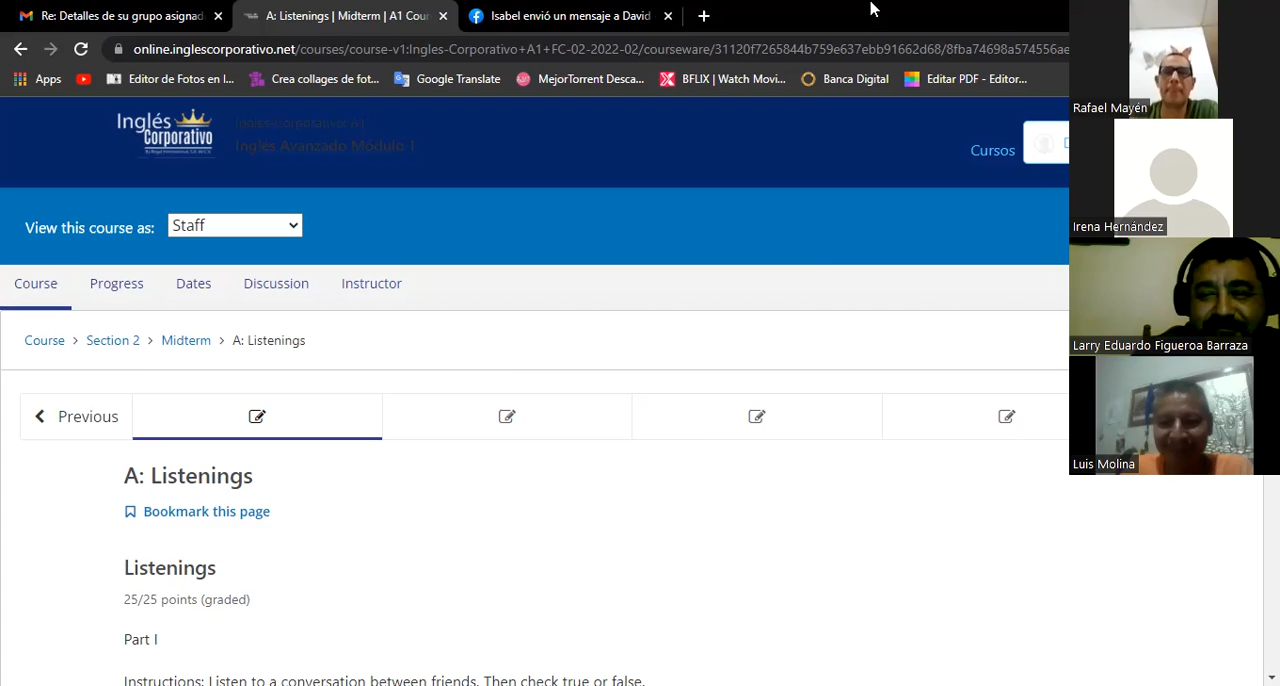 Re: Detalles de su grupo asignad
A: Listenings | Midterm | A1 Cour
Isabel envió un mensaje a David
online.inglescorporativo.net/courses/course-v1:Ingles-Corporativo+A1+FC-02-2022-02/courseware/31120f7265844b759e637ebb91662d68/8fba74698a574556ae
Apps
Editor de Fotos en l...
Crea collages de fot...
Google Translate
MejorTorrent Desca...
BFLIX | Watch Movi...
Banca Digital
Editar PDF - Editor...
Inglés
Corporativo
Inglés Avanzado Módulo 1
Cursos
View this course as: Staff
Course Progress Dates Discussion Instructor
Course > Section 2 > Midterm > A: Listenings
Previous
A: Listenings
Bookmark this page
Listenings
25/25 points (graded)
Part I
Instructions: Listen to a conversation between friends. Then check true or false.
Rafael Mayén
Irena Hernández
Larry Eduardo Figueroa Barraza
Luis Molina